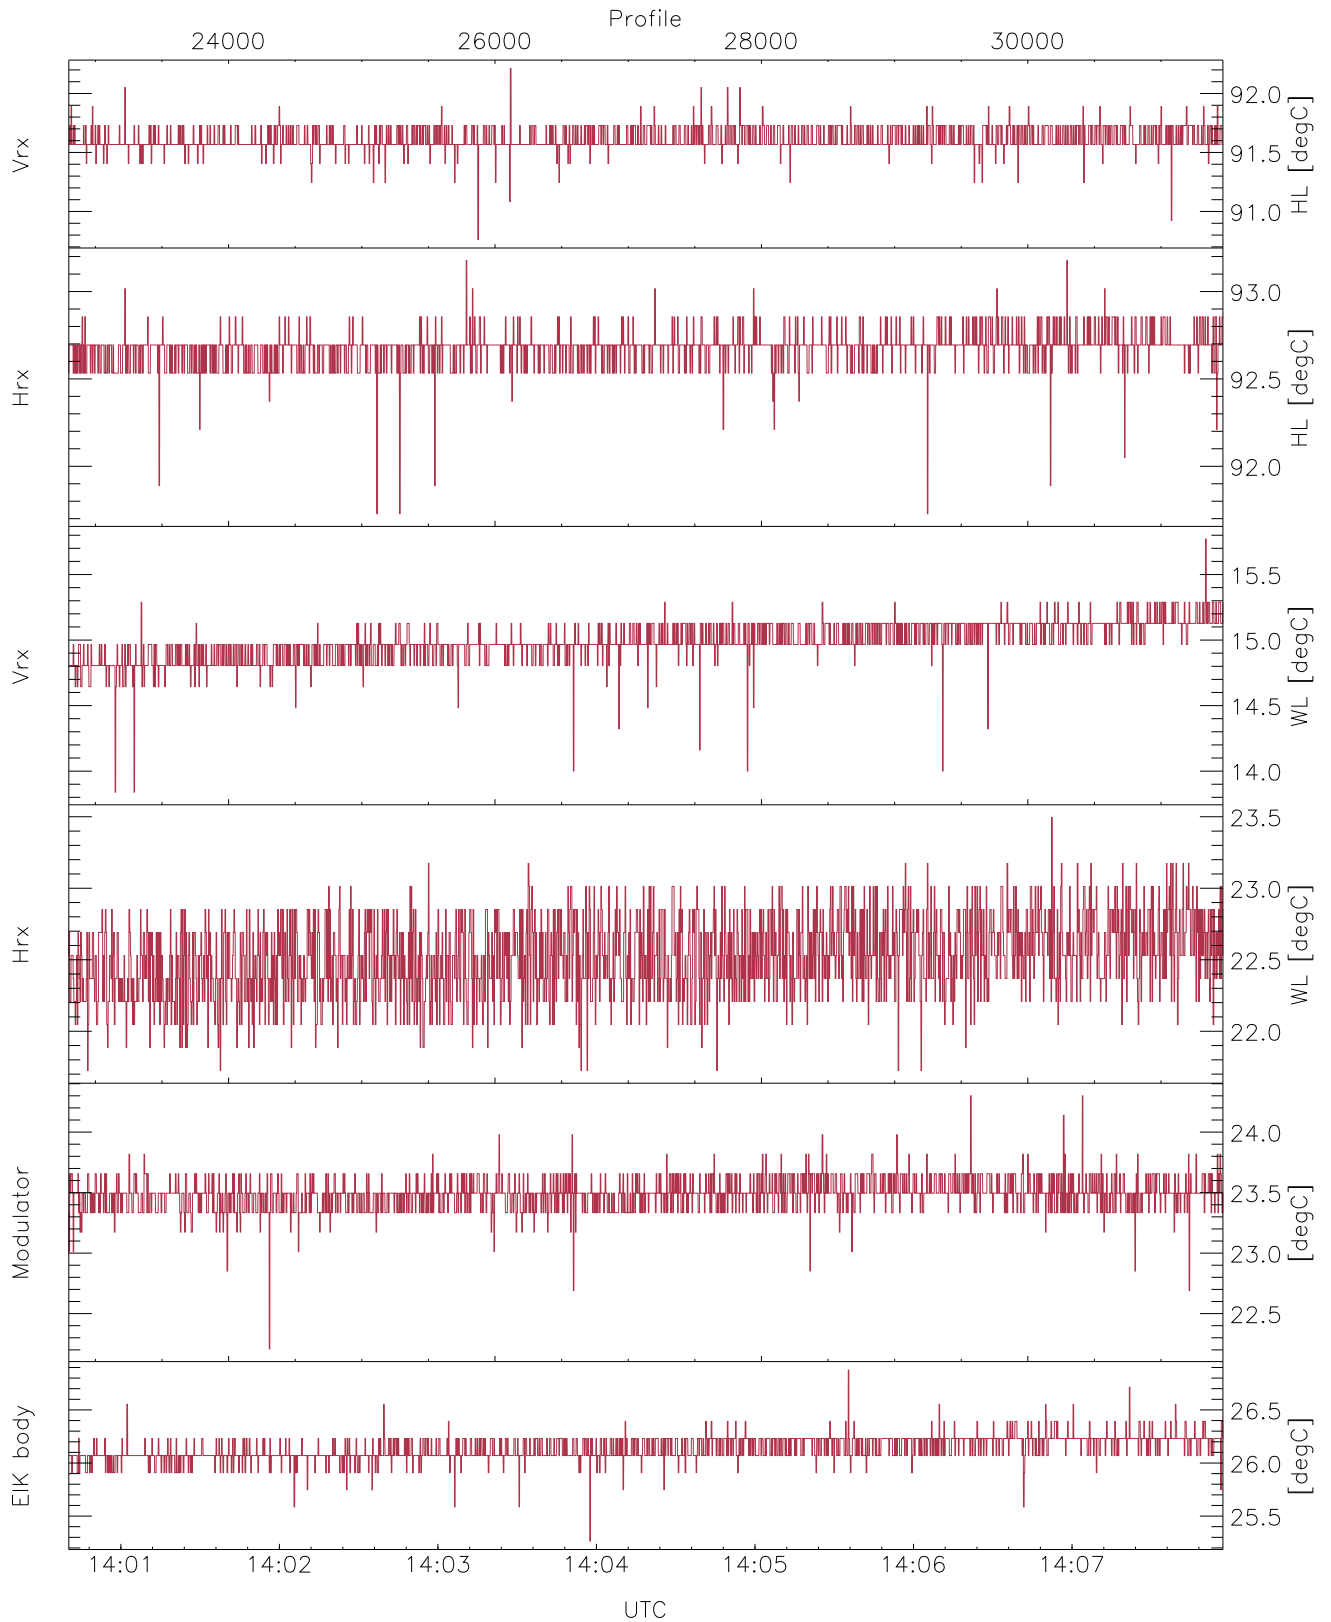 Profile
24000 26000 28000 30000
Vrx
92.0
91.5
91.0
HL [degC]
Hrx
93.0
92.5
92.0
HL [degC]
Vrx
15.5
15.0
14.5
14.0
WL [degC]
Hrx
23.5
23.0
22.5
22.0
WL [degC]
Modulator
24.0
23.5
23.0
22.5
[degC]
EIK body
26.5
26.0
25.5
[degC]
14:01 14:02 14:03 14:04 14:05 14:06 14:07
UTC